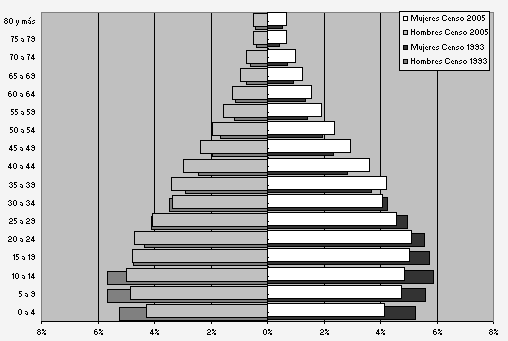 80 y más
75 a 79
70 a 74
65 a 69
60 a 64
55 a 59
50 a 54
45 a 49
40 a 44
35 a 39
30 a 34
25 a 29
20 a 24
15 a 19
10 a 14
5 a 9
0 a 4
8% 6% 4% 2% 0% 2% 4% 6% 8%
Mujeres Censo 2005
Hombres Censo 2005
Mujeres Censo 1993
Hombres Censo 1993